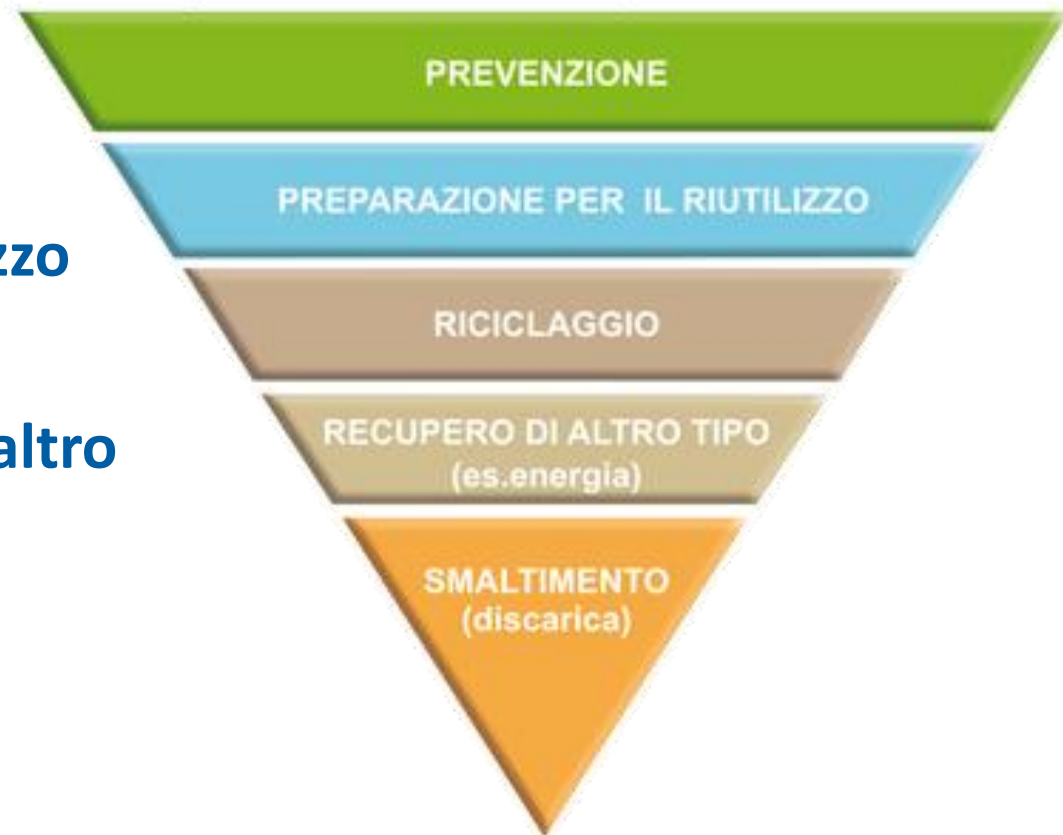 PREVENZIONE
PREPARAZIONE PER IL RIUTILIZZO
zzo
RICICLAGGIO
altro
RECUPERO DI ALTRO TIPO
(es.energia)
SMALTIMENTO
(discarica)